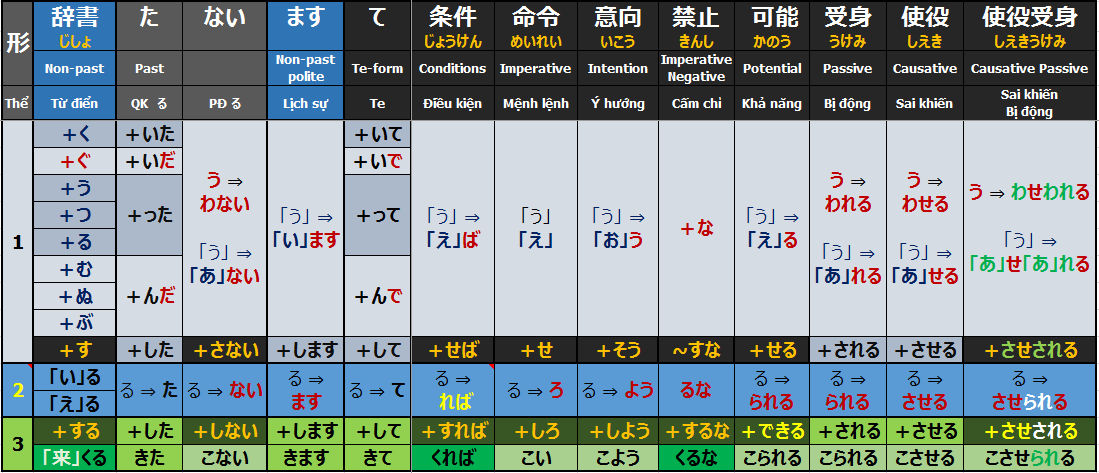 形 辞書 た ない ます て 条件 命令 意向 禁止 可能 受身 使役 使役受身
じしょ じょうけん めいれい いこう きんし かのう うけみ しえき しえきうけみ
Non-past Past Non-past polite Te-form Conditions Imperative Intention Imperative Negative Potential Passive Causative Causative Passive
Thể Từ điển QK る PĐ る Lịch sự Te Điều kiện Mệnh lệnh Ý hướng Cấm chỉ Khả năng Bị động Sai khiến Sai khiến Bị động
1
+く +いた +いて
+ぐ +いだ +いで
+う
+つ +った +って
+る
+む
+ぬ +んだ +んで
+ぶ
う ⇒ わない
「う」 ⇒ 「あ」ない
「う」 ⇒ 「い」ます
「う」 ⇒ 「え」ば
「う」 「え」
「う」 ⇒ 「お」う
+な
「う」 ⇒ 「え」る
う ⇒ われる
「う」 ⇒ 「あ」れる
う ⇒ わせる
「う」 ⇒ 「あ」せる
う ⇒ わせわれる
「う」 ⇒ 「あ」せ「あ」れる
+す +した +さない +します +して +せば +せ +そう ~すな +せる +される +させる +させされる
2
「い」る
「え」る
る ⇒ た る ⇒ ない る ⇒ ます る ⇒ て る ⇒ れば る ⇒ ろ る ⇒ よう るな る ⇒ られる る ⇒ られる る ⇒ させる る ⇒ させられる
3
+する +した +しない +します +して +すれば +しろ +しよう +するな +できる +される +させる +させされる
「来」くる きた こない きます きて くれば こい こよう くるな こられる こられる こさせる こさせられる